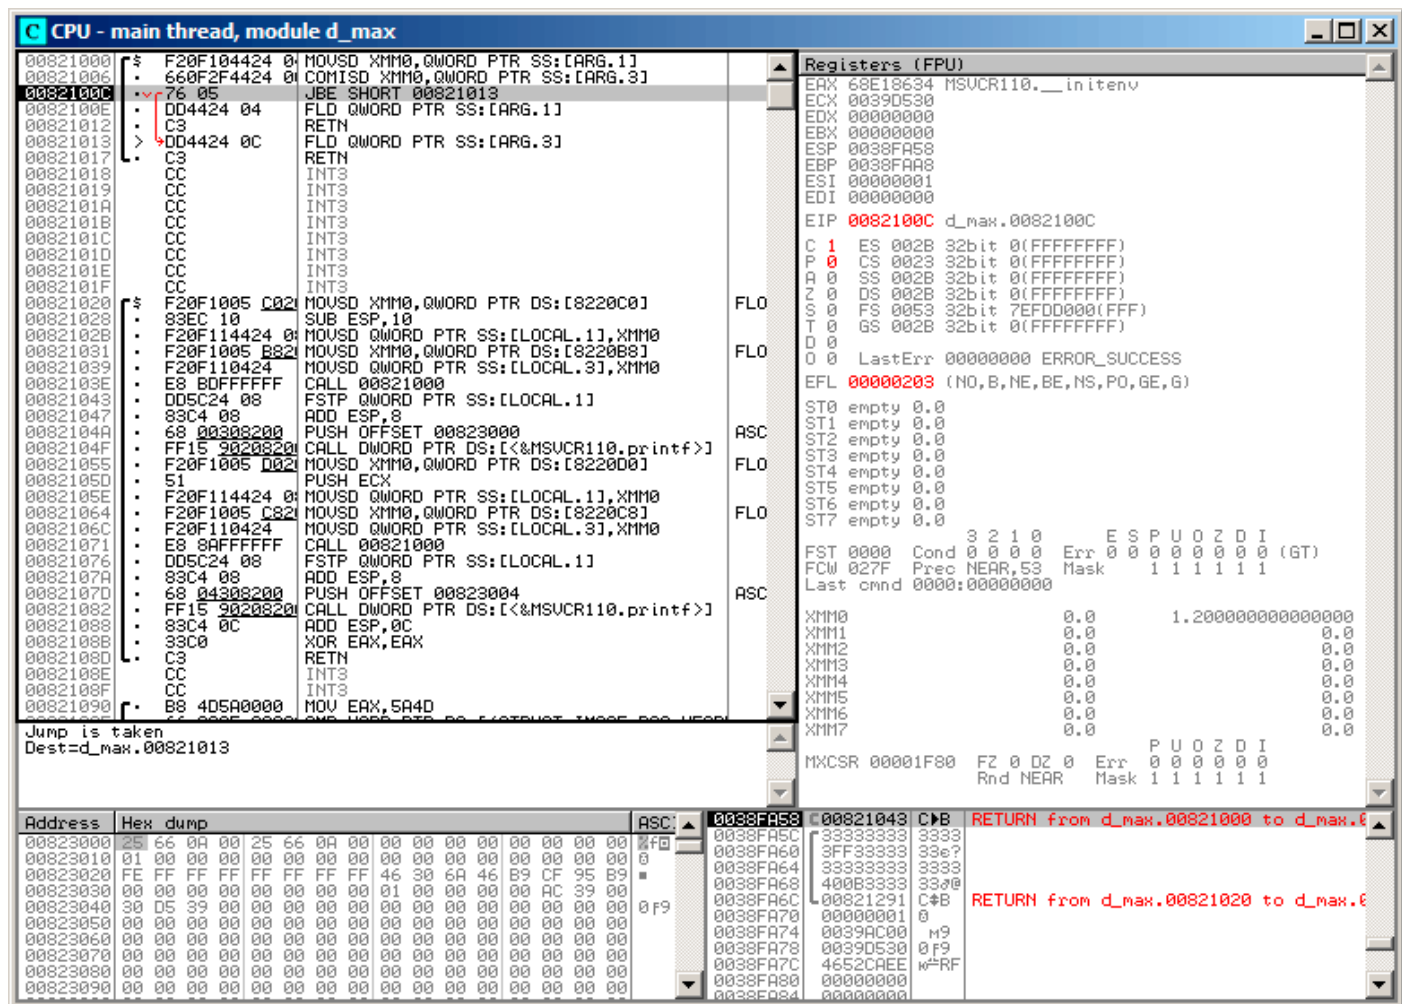 C CPU - main thread, module d_max
00821000 $ F20F104424 0 MOVSD XMM0,QWORD PTR SS:[ARG.1]
00821006 · 660F2F4424 0 COMISD XMM0,QWORD PTR SS:[ARG.3]
0082100C · 76 05 JBE SHORT 00821013
0082100E · DD4424 04 FLD QWORD PTR SS:[ARG.1]
00821012 · C3 RETN
00821013 > DD4424 0C FLD QWORD PTR SS:[ARG.3]
00821017 · C3 RETN
00821018 CC INT3
00821019 CC INT3
0082101A CC INT3
0082101B CC INT3
0082101C CC INT3
0082101D CC INT3
0082101E CC INT3
0082101F CC INT3
00821020 $ F20F1005 C02 MOVSD XMM0,QWORD PTR DS:[8220C0] FLO
00821028 · 83EC 10 SUB ESP,10
0082102B · F20F114424 0 MOVSD QWORD PTR SS:[LOCAL.1],XMM0
00821031 · F20F1005 B82 MOVSD XMM0,QWORD PTR DS:[8220B8] FLO
00821039 · F20F110424 MOVSD QWORD PTR SS:[LOCAL.3],XMM0
0082103E · E8 BDFFFFFF CALL 00821000
00821043 · DD5C24 08 FSTP QWORD PTR SS:[LOCAL.1]
00821047 · 83C4 08 ADD ESP,8
0082104A · 68 00308200 PUSH OFFSET 00823000 ASC
0082104F · FF15 9020820 CALL DWORD PTR DS:[<&MSVCR110.printf>]
00821055 · F20F1005 D02 MOVSD XMM0,QWORD PTR DS:[8220D0] FLO
0082105D · 51 PUSH ECX
0082105E · F20F114424 0 MOVSD QWORD PTR SS:[LOCAL.1],XMM0
00821064 · F20F1005 C82 MOVSD XMM0,QWORD PTR DS:[8220C8] FLO
0082106C · F20F110424 MOVSD QWORD PTR SS:[LOCAL.3],XMM0
00821071 · E8 8AFFFFFF CALL 00821000
00821076 · DD5C24 08 FSTP QWORD PTR SS:[LOCAL.1]
0082107A · 83C4 08 ADD ESP,8
0082107D · 68 04308200 PUSH OFFSET 00823004 ASC
00821082 · FF15 9020820 CALL DWORD PTR DS:[<&MSVCR110.printf>]
00821088 · 83C4 0C ADD ESP,0C
0082108B · 33C0 XOR EAX,EAX
0082108D · C3 RETN
0082108E CC INT3
0082108F CC INT3
00821090 · B8 4D5A0000 MOV EAX,5A4D
Jump is taken
Dest=d_max.00821013
Registers (FPU)
EAX 68E18634 MSVCR110.__initenv
ECX 0039D530
EDX 00000000
EBX 00000000
ESP 0038FA58
EBP 0038FAA8
ESI 00000001
EDI 00000000
EIP 0082100C d_max.0082100C
C 1 ES 002B 32bit 0(FFFFFFFF)
P 0 CS 0023 32bit 0(FFFFFFFF)
A 0 SS 002B 32bit 0(FFFFFFFF)
Z 0 DS 002B 32bit 0(FFFFFFFF)
S 0 FS 0053 32bit 7EFDD000(FFF)
T 0 GS 002B 32bit 0(FFFFFFFF)
D 0
O 0 LastErr 00000000 ERROR_SUCCESS
EFL 00000203 (NO,B,NE,BE,NS,PO,GE,G)
ST0 empty 0.0
ST1 empty 0.0
ST2 empty 0.0
ST3 empty 0.0
ST4 empty 0.0
ST5 empty 0.0
ST6 empty 0.0
ST7 empty 0.0
3 2 1 0 E S P U O Z D I
FST 0000 Cond 0 0 0 0 Err 0 0 0 0 0 0 0 0 (GT)
FCW 027F Prec NEAR,53 Mask 1 1 1 1 1 1
Last cmnd 0000:00000000
XMM0 0.0 1.200000000000000
XMM1 0.0 0.0
XMM2 0.0 0.0
XMM3 0.0 0.0
XMM4 0.0 0.0
XMM5 0.0 0.0
XMM6 0.0 0.0
XMM7 0.0 0.0
P U O Z D I
MXCSR 00001F80 FZ 0 DZ 0 Err 0 0 0 0 0 0
Rnd NEAR Mask 1 1 1 1 1 1
Address Hex dump ASC
00823000 25 66 0A 00 25 66 0A 00 00 00 00 00 00 00 00 00 %f
00823010 01 00 00 00 00 00 00 00 00 00 00 00 00 00 00 00
00823020 FE FF FF FF FF FF FF FF 46 30 6A 46 B9 CF 95 B9
00823030 00 00 00 00 00 00 00 00 01 00 00 00 00 AC 39 00
00823040 30 D5 39 00 00 00 00 00 00 00 00 00 00 00 00 00
00823050 00 00 00 00 00 00 00 00 00 00 00 00 00 00 00 00
00823060 00 00 00 00 00 00 00 00 00 00 00 00 00 00 00 00
00823070 00 00 00 00 00 00 00 00 00 00 00 00 00 00 00 00
00823080 00 00 00 00 00 00 00 00 00 00 00 00 00 00 00 00
00823090 00 00 00 00 00 00 00 00 00 00 00 00 00 00 00 00
0038FA58 00821043 C►B RETURN from d_max.00821000 to d_max.
0038FA5C 33333333 3333
0038FA60 3FF33333 33
0038FA64 33333333 3333
0038FA68 400B3333 33♂@
0038FA6C 00821291 RETURN from d_max.00821020 to d_max.
0038FA70 00000001
0038FA74 0039AC00
0038FA78 0039D530
0038FA7C 4652CAEE
0038FA80 00000000
0038FA84 00000000